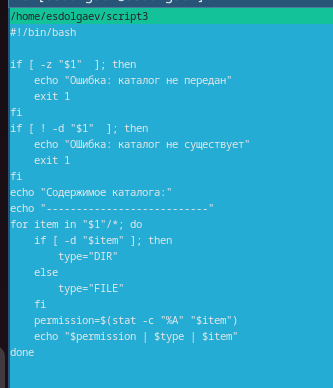 /home/esdolgaev/script3
#!/bin/bash
if [ -z "$1"  ]; then
    echo "Ошибка: каталог не передан"
    exit 1
fi
if [ ! -d "$1"  ]; then
    echo "ОШибка: каталог не существует"
    exit 1
fi
echo "Содержимое каталога:"
echo "---------------------------"
for item in "$1"/*; do
    if [ -d "$item" ]; then
        type="DIR"
    else
        type="FILE"
    fi
    permission=$(stat -c "%A" "$item")
    echo "$permission | $type | $item"
done